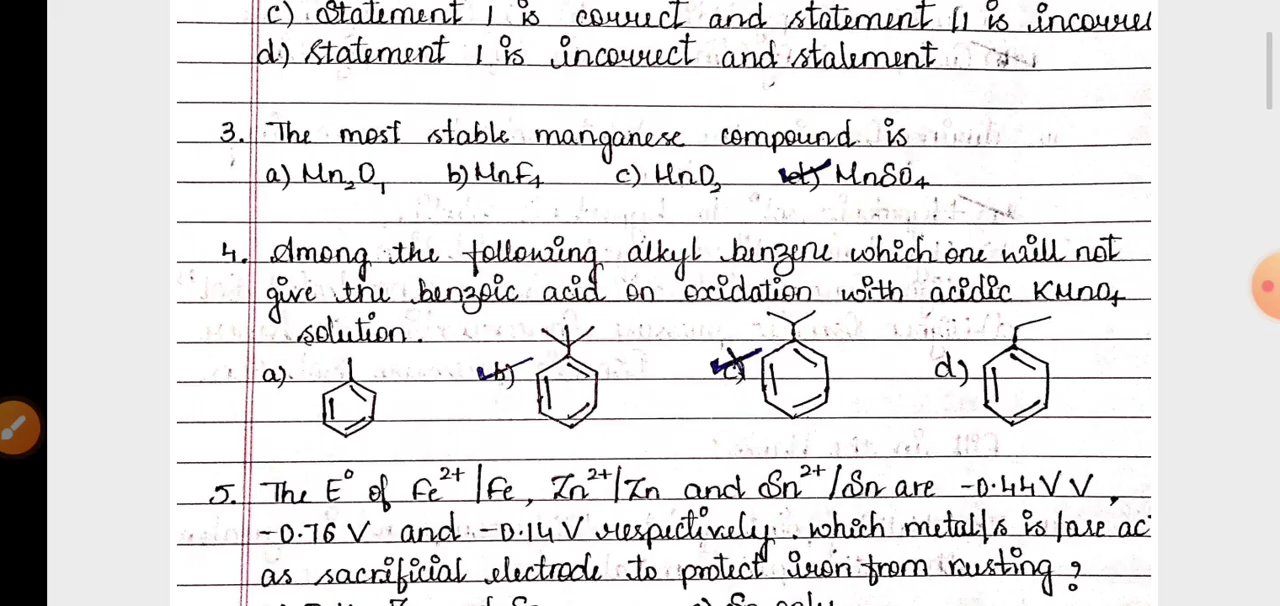 c) Statement I is correct and statement II is incorre
d) statement I is incorrect and statement
3. The most stable manganese compound is
a) Mn₂O₇ b) MnF₄ c) MnO₂ d) MnSO₄
4. Among the following alkyl benzene which one will not
give the benzoic acid on oxidation with acidic KMnO₄
solution.
a). b) c) d)
5. The E° of Fe²⁺/Fe, Zn²⁺/Zn and Sn²⁺/Sn are -0.44V V,
-0.76 V and -0.14 V respectively, which metal/s is/are ac
as sacrificial electrode to protect iron from rusting?